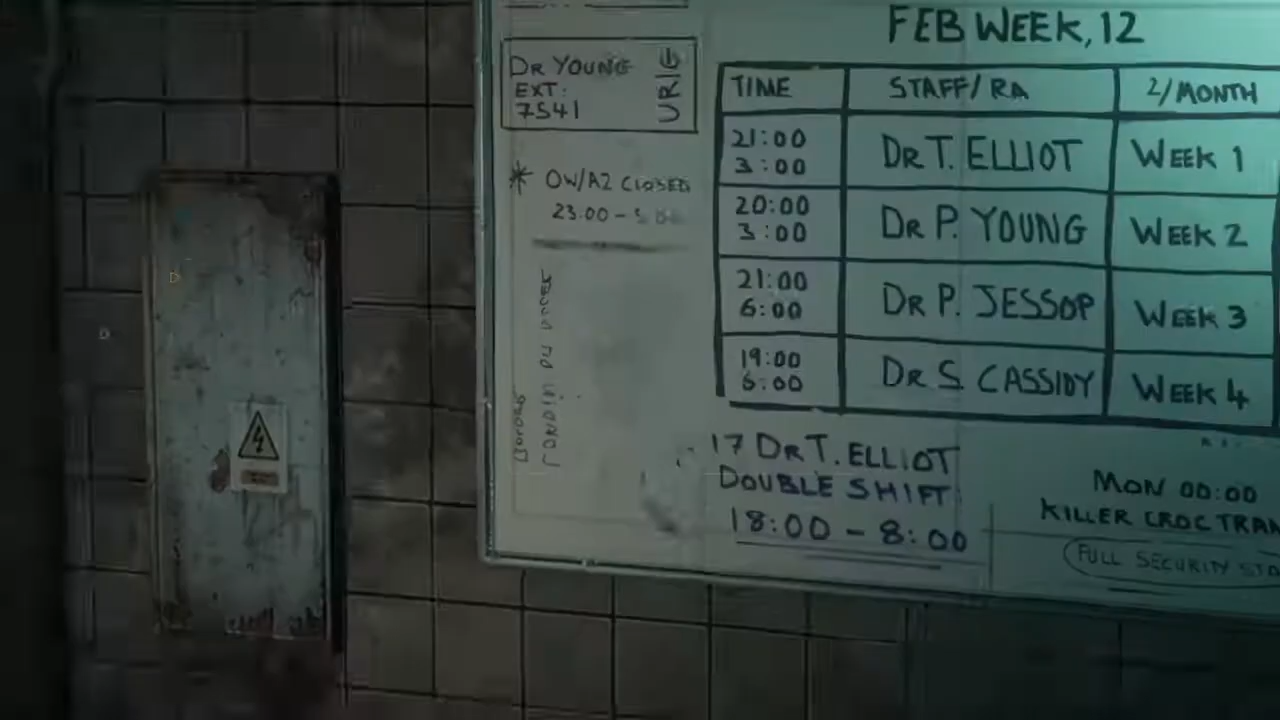 FEB WEEK, 12
DR YOUNG
EXT:
7541
* OW/A2 CLOSED
23:00 -
TIME STAFF/RA 2/MONTH
21:00
3:00
DR T. ELLIOT
WEEK 1
20:00
3:00
DR P. YOUNG
WEEK 2
21:00
6:00
DR P. JESSOP
WEEK 3
19:00
6:00
DR S. CASSIDY
WEEK 4
17 DR T. ELLIOT
DOUBLE SHIFT
18:00 - 8:00
MON 00:00
KILLER CROC TRAN
FULL SECURITY STA